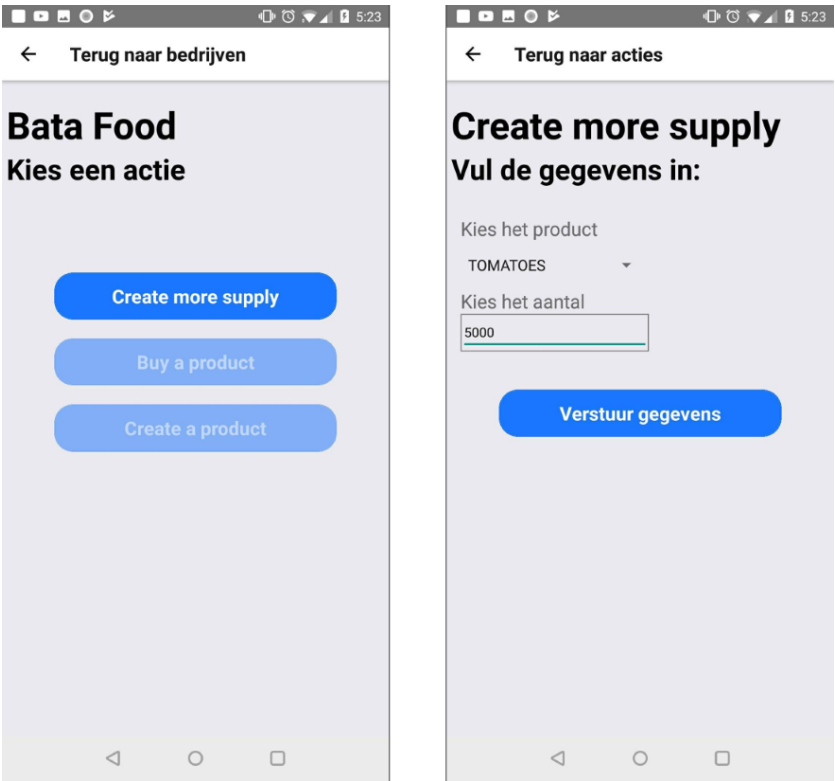 5:23
Terug naar bedrijven
Bata Food
Kies een actie
Create more supply
Buy a product
Create a product
5:23
Terug naar acties
Create more supply
Vul de gegevens in:
Kies het product
TOMATOES
Kies het aantal
5000
Verstuur gegevens